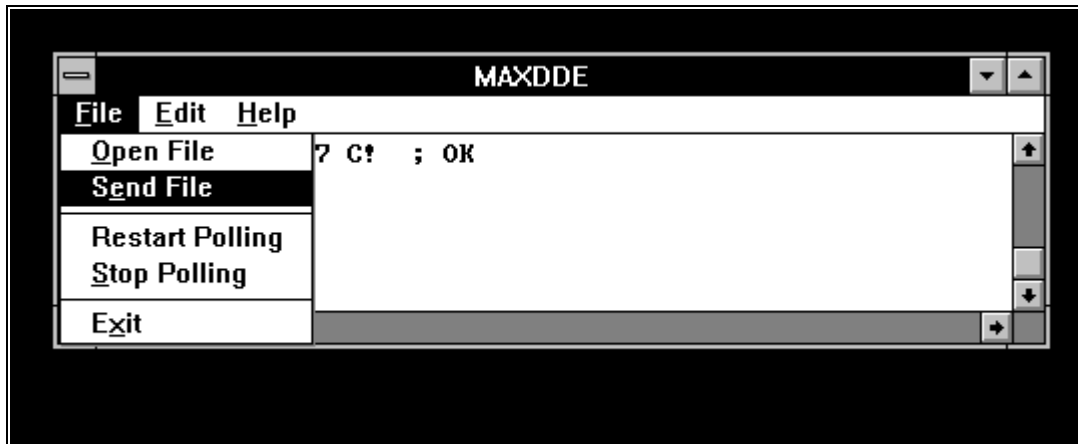 MAXDDE
File Edit Help
Open File
7 C! ; OK
Send File
Restart Polling
Stop Polling
Exit